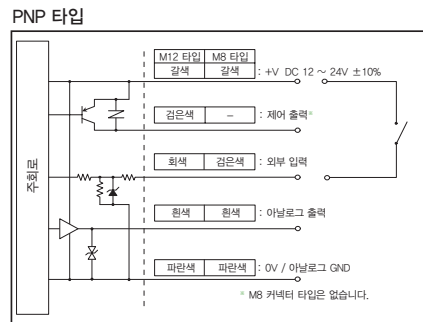 PNP 타입
M12 타입 M8 타입
갈색 갈색 : +V DC 12 ~ 24V ±10%
검은색 – : 제어 출력*
회색 검은색 : 외부 입력
주회로
흰색 흰색 : 아날로그 출력
파란색 파란색 : 0V / 아날로그 GND
* M8 커넥터 타입은 없습니다.